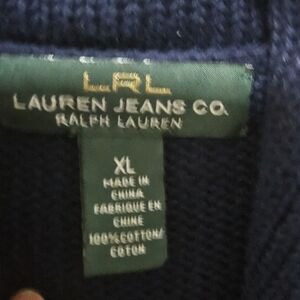 LRL
LAUREN JEANS CO.
RALPH LAUREN
XL
MADE IN
CHINA
FABRIQUE EN
CHINE
100%COTTON/
COTON